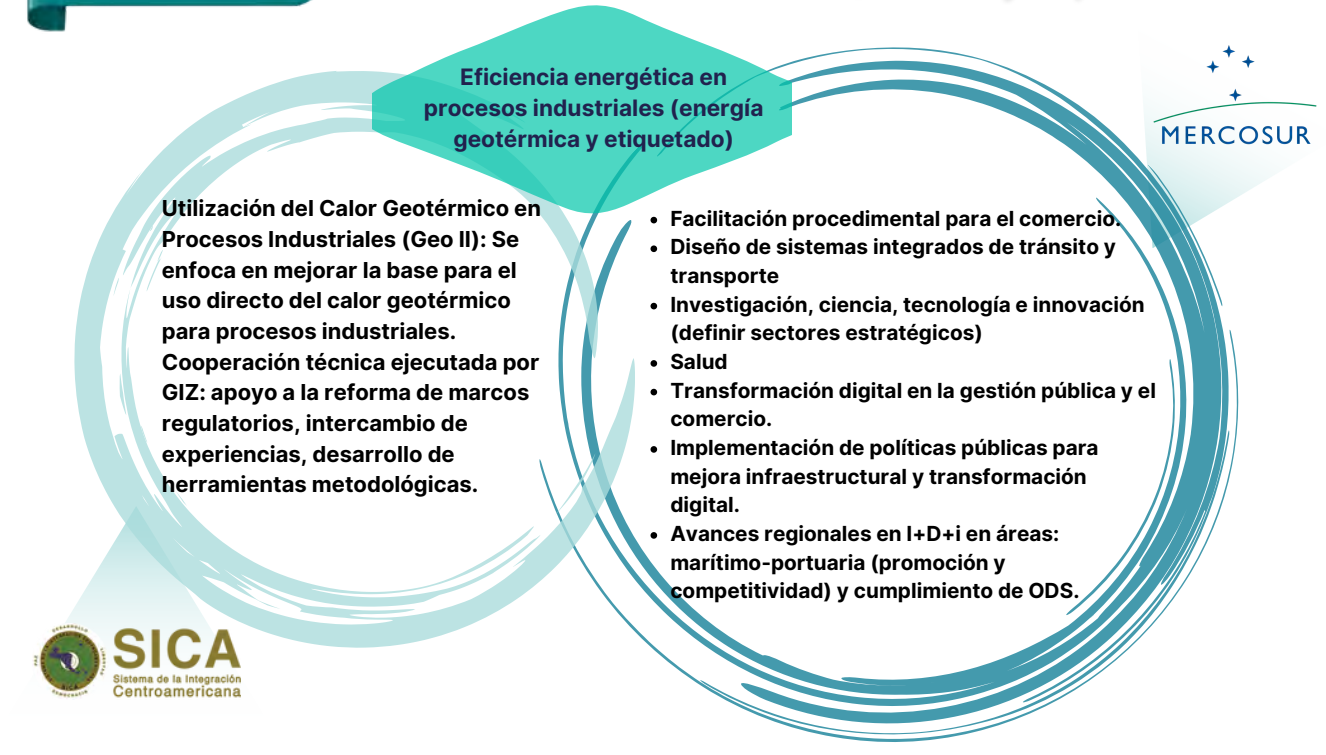 Eficiencia energética en
procesos industriales (energía
geotérmica y etiquetado)
MERCOSUR
Utilización del Calor Geotérmico en
Procesos Industriales (Geo II): Se
enfoca en mejorar la base para el
uso directo del calor geotérmico
para procesos industriales.
Cooperación técnica ejecutada por
GIZ: apoyo a la reforma de marcos
regulatorios, intercambio de
experiencias, desarrollo de
herramientas metodológicas.
• Facilitación procedimental para el comercio.
• Diseño de sistemas integrados de tránsito y
transporte
• Investigación, ciencia, tecnología e innovación
(definir sectores estratégicos)
• Salud
• Transformación digital en la gestión pública y el
comercio.
• Implementación de políticas públicas para
mejora infraestructural y transformación
digital.
• Avances regionales en I+D+i en áreas:
marítimo-portuaria (promoción y
competitividad) y cumplimiento de ODS.
SICA
Sistema de la Integración
Centroamericana